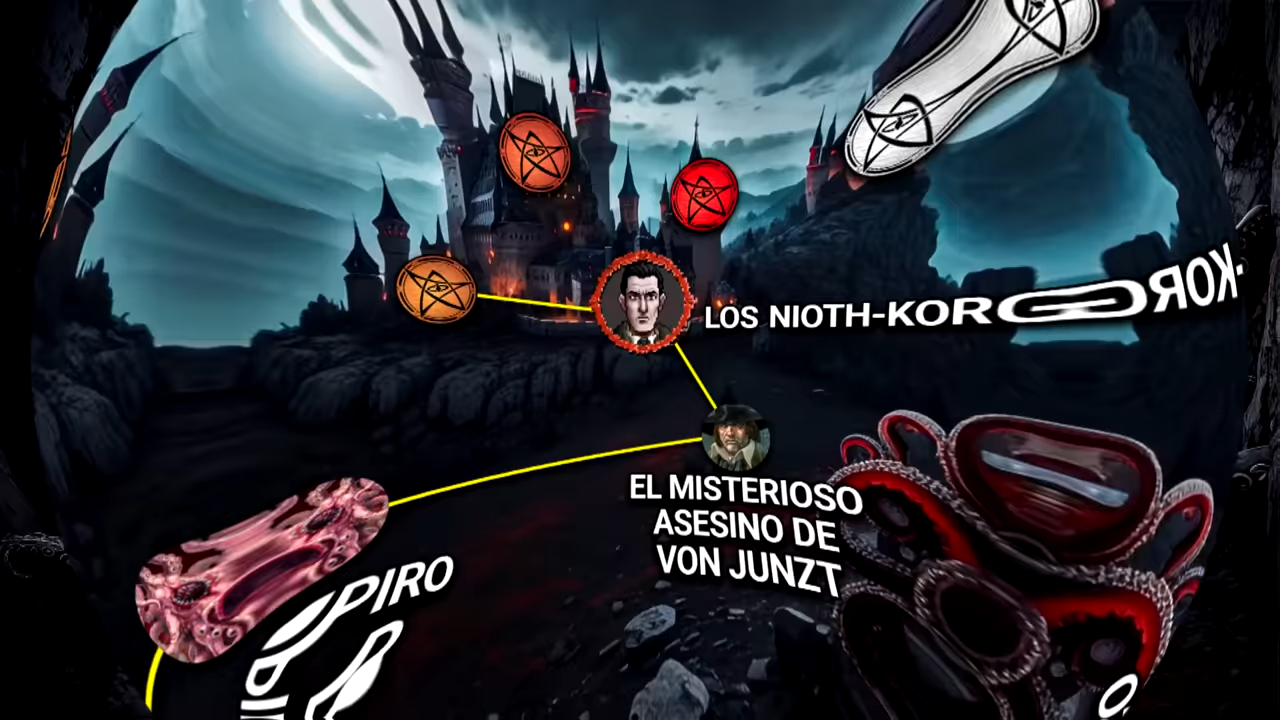 LOS NIOTH-KOR
EL MISTERIOSO
ASESINO DE
VON JUNZT